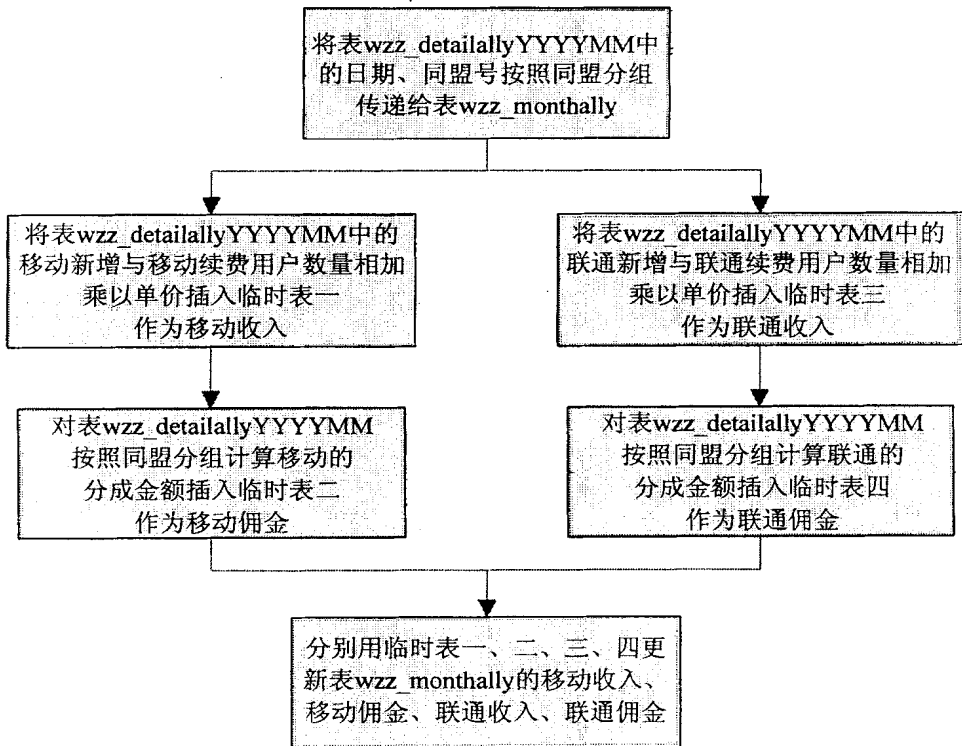 将表wzz_detailallyYYYYMM中
的日期、同盟号按照同盟分组
传递给表wzz_monthally
将表wzz_detailallyYYYYMM中的
移动新增与移动续费用户数量相加
乘以单价插入临时表一
作为移动收入
将表wzz_detailallyYYYYMM中的
联通新增与联通续费用户数量相加
乘以单价插入临时表三
作为联通收入
对表wzz_detailallyYYYYMM
按照同盟分组计算移动的
分成金额插入临时表二
作为移动佣金
对表wzz_detailallyYYYYMM
按照同盟分组计算联通的
分成金额插入临时表四
作为联通佣金
分别用临时表一、二、三、四更
新表wzz_monthally的移动收入、
移动佣金、联通收入、联通佣金